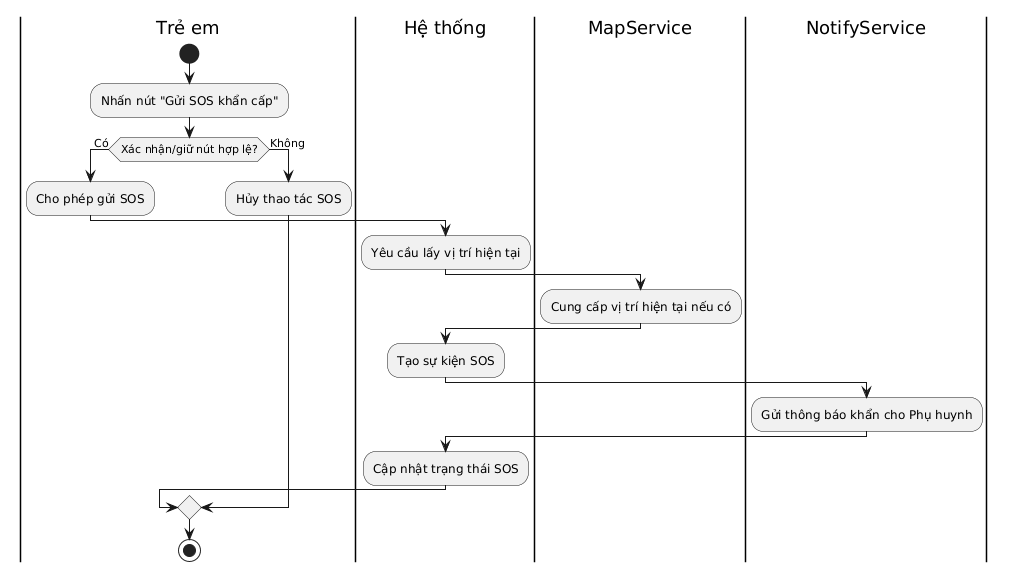 Trẻ em
Hệ thống
MapService
NotifyService
Nhấn nút "Gửi SOS khẩn cấp"
Có
Xác nhận/giữ nút hợp lệ?
Không
Cho phép gửi SOS
Hủy thao tác SOS
Yêu cầu lấy vị trí hiện tại
Cung cấp vị trí hiện tại nếu có
Tạo sự kiện SOS
Gửi thông báo khẩn cho Phụ huynh
Cập nhật trạng thái SOS